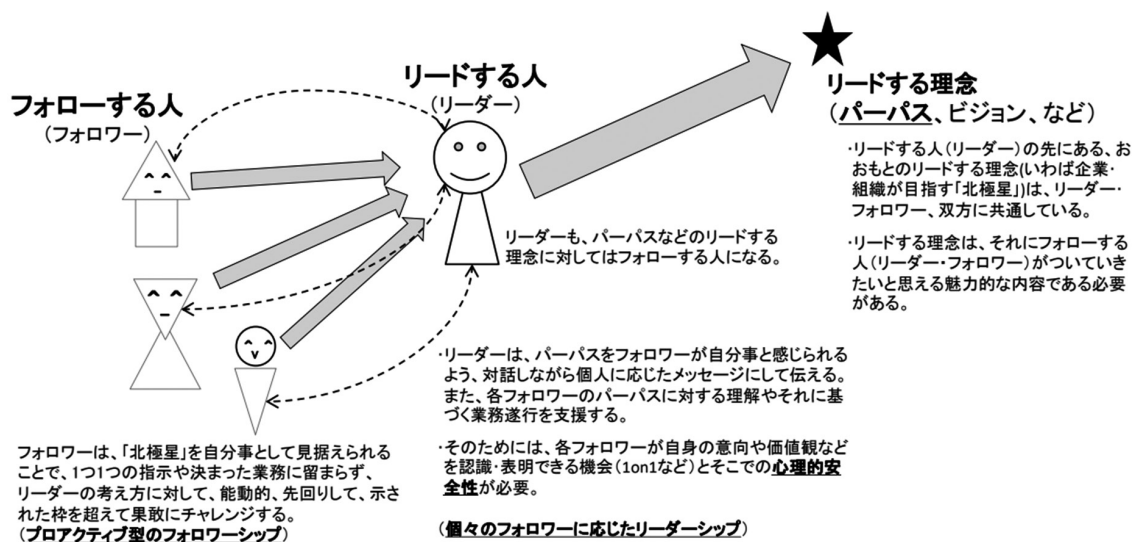 フォローする人
（フォロワー）
リードする人
（リーダー）
リードする理念
（パーパス、ビジョン、など）
・リードする人（リーダー）の先にある、お
おもとのリードする理念(いわば企業・
組織が目指す「北極星」)は、リーダー・
フォロワー、双方に共通している。
・リードする理念は、それにフォローする
人（リーダー・フォロワー）がついていき
たいと思える魅力的な内容である必要
がある。
リーダーも、パーパスなどのリードする
理念に対してはフォローする人になる。
・リーダーは、パーパスをフォロワーが自分事と感じられる
よう、対話しながら個人に応じたメッセージにして伝える。
また、各フォロワーのパーパスに対する理解やそれに基
づく業務遂行を支援する。
・そのためには、各フォロワーが自身の意向や価値観など
を認識・表明できる機会（1on1など）とそこでの心理的安
全性が必要。
（個々のフォロワーに応じたリーダーシップ）
フォロワーは、「北極星」を自分事として見据えられる
ことで、1つ1つの指示や決まった業務に留まらず、
リーダーの考え方に対して、能動的、先回りして、示さ
れた枠を超えて果敢にチャレンジする。
（プロアクティブ型のフォロワーシップ）